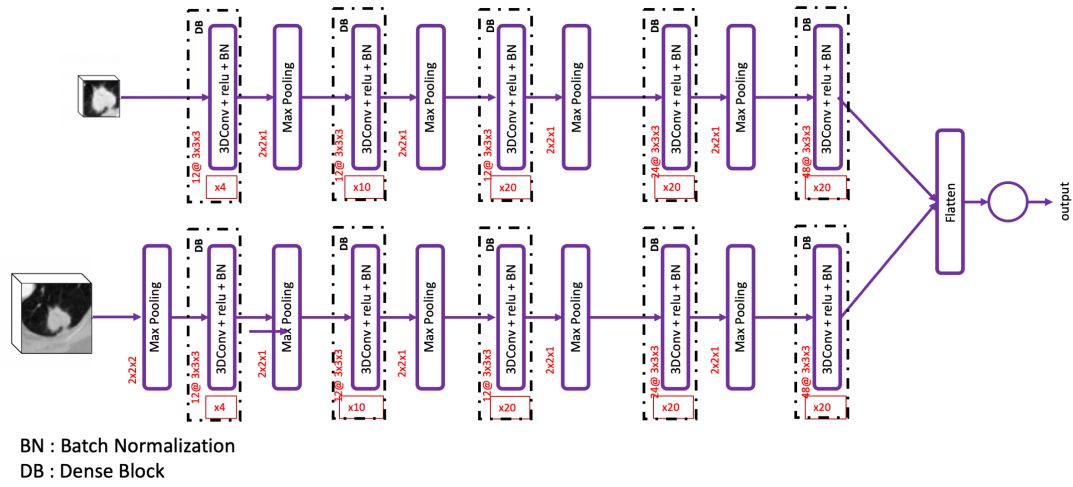 DB
3DConv + relu + BN
12@ 3x3x3
x4
2x2x1
Max Pooling
DB
3DConv + relu + BN
12@ 3x3x3
x10
2x2x1
Max Pooling
DB
3DConv + relu + BN
12@ 3x3x3
x20
2x2x1
Max Pooling
DB
3DConv + relu + BN
24@ 3x3x3
x20
2x2x1
Max Pooling
DB
3DConv + relu + BN
48@ 3x3x3
x20
Flatten
output
2x2x2
Max Pooling
DB
3DConv + relu + BN
12@ 3x3x3
x4
2x2x1
Max Pooling
DB
3DConv + relu + BN
12@ 3x3x3
x10
2x2x1
Max Pooling
DB
3DConv + relu + BN
12@ 3x3x3
x20
2x2x1
Max Pooling
DB
3DConv + relu + BN
24@ 3x3x3
x20
2x2x1
Max Pooling
DB
3DConv + relu + BN
48@ 3x3x3
x20
BN : Batch Normalization
DB : Dense Block